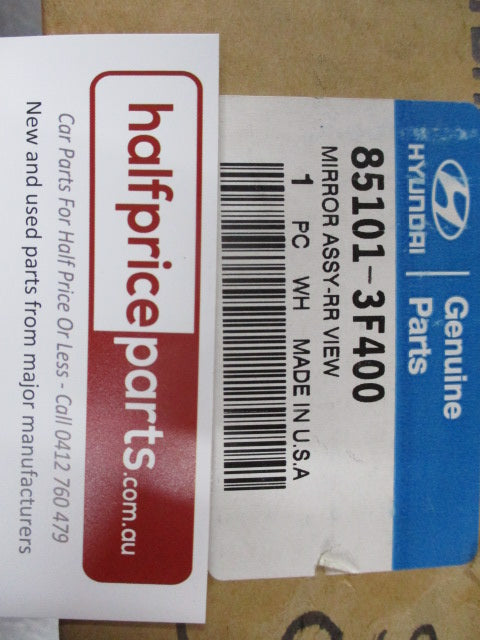 HYUNDAI
Genuine
Parts
85101-3F400
MIRROR ASSY-RR VIEW
1 PC WH MADE IN U.S.A
halfpriceparts.com.au
Car Parts For Half Price Or Less - Call 0412 760 479
New and used parts from major manufacturers